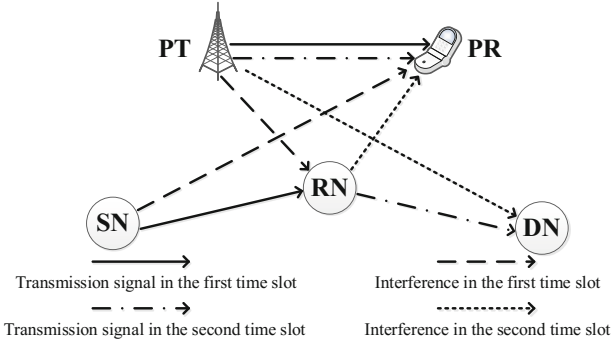 PT
PR
RN
SN
DN
Transmission signal in the first time slot
Interference in the first time slot
Transmission signal in the second time slot
Interference in the second time slot